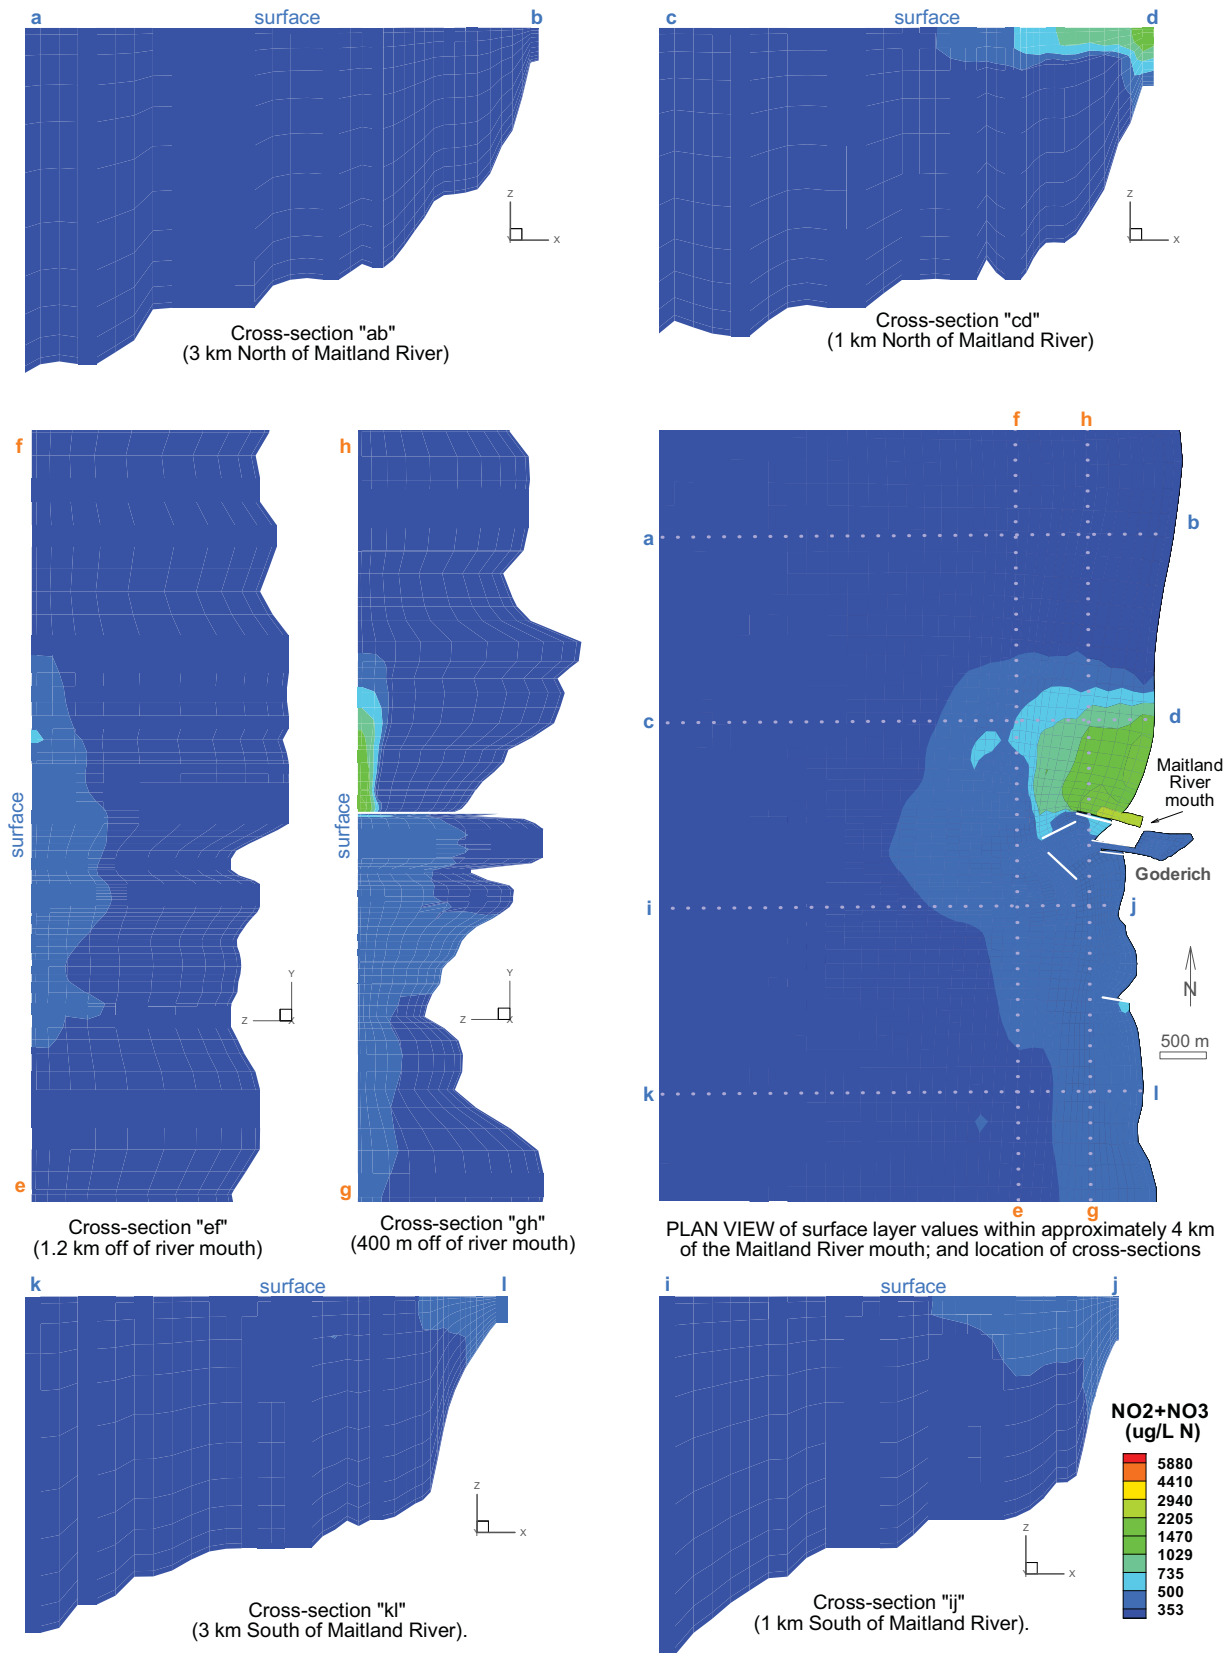 a
surface
b
Z
Y
X
Cross-section "ab"
(3 km North of Maitland River)
c
surface
d
Z
Y
X
Cross-section "cd"
(1 km North of Maitland River)
f
surface
e
Y
Z
X
Cross-section "ef"
(1.2 km off of river mouth)
h
surface
g
Y
Z
X
Cross-section "gh"
(400 m off of river mouth)
f
h
a
b
c
d
Maitland
River
mouth
Goderich
i
j
N
500 m
k
l
e
g
PLAN VIEW of surface layer values within approximately 4 km
of the Maitland River mouth; and location of cross-sections
k
surface
l
Z
Y
X
Cross-section "kl"
(3 km South of Maitland River).
i
surface
j
Z
Y
X
Cross-section "ij"
(1 km South of Maitland River).
NO2+NO3
(ug/L N)
5880
4410
2940
2205
1470
1029
735
500
353